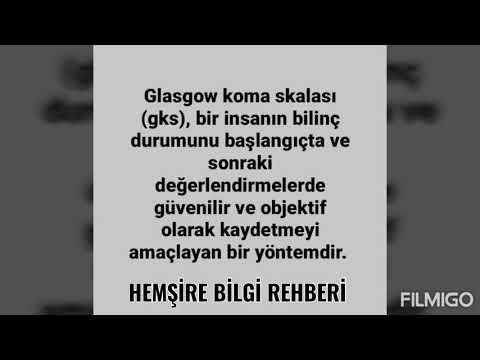 Glasgow koma skalası
(gks), bir insanın bilinç
durumunu başlangıçta ve
sonraki
değerlendirmelerde
güvenilir ve objektif
olarak kaydetmeyi
amaçlayan bir yöntemdir.
HEMŞİRE BİLGİ REHBERİ
FILMIGO